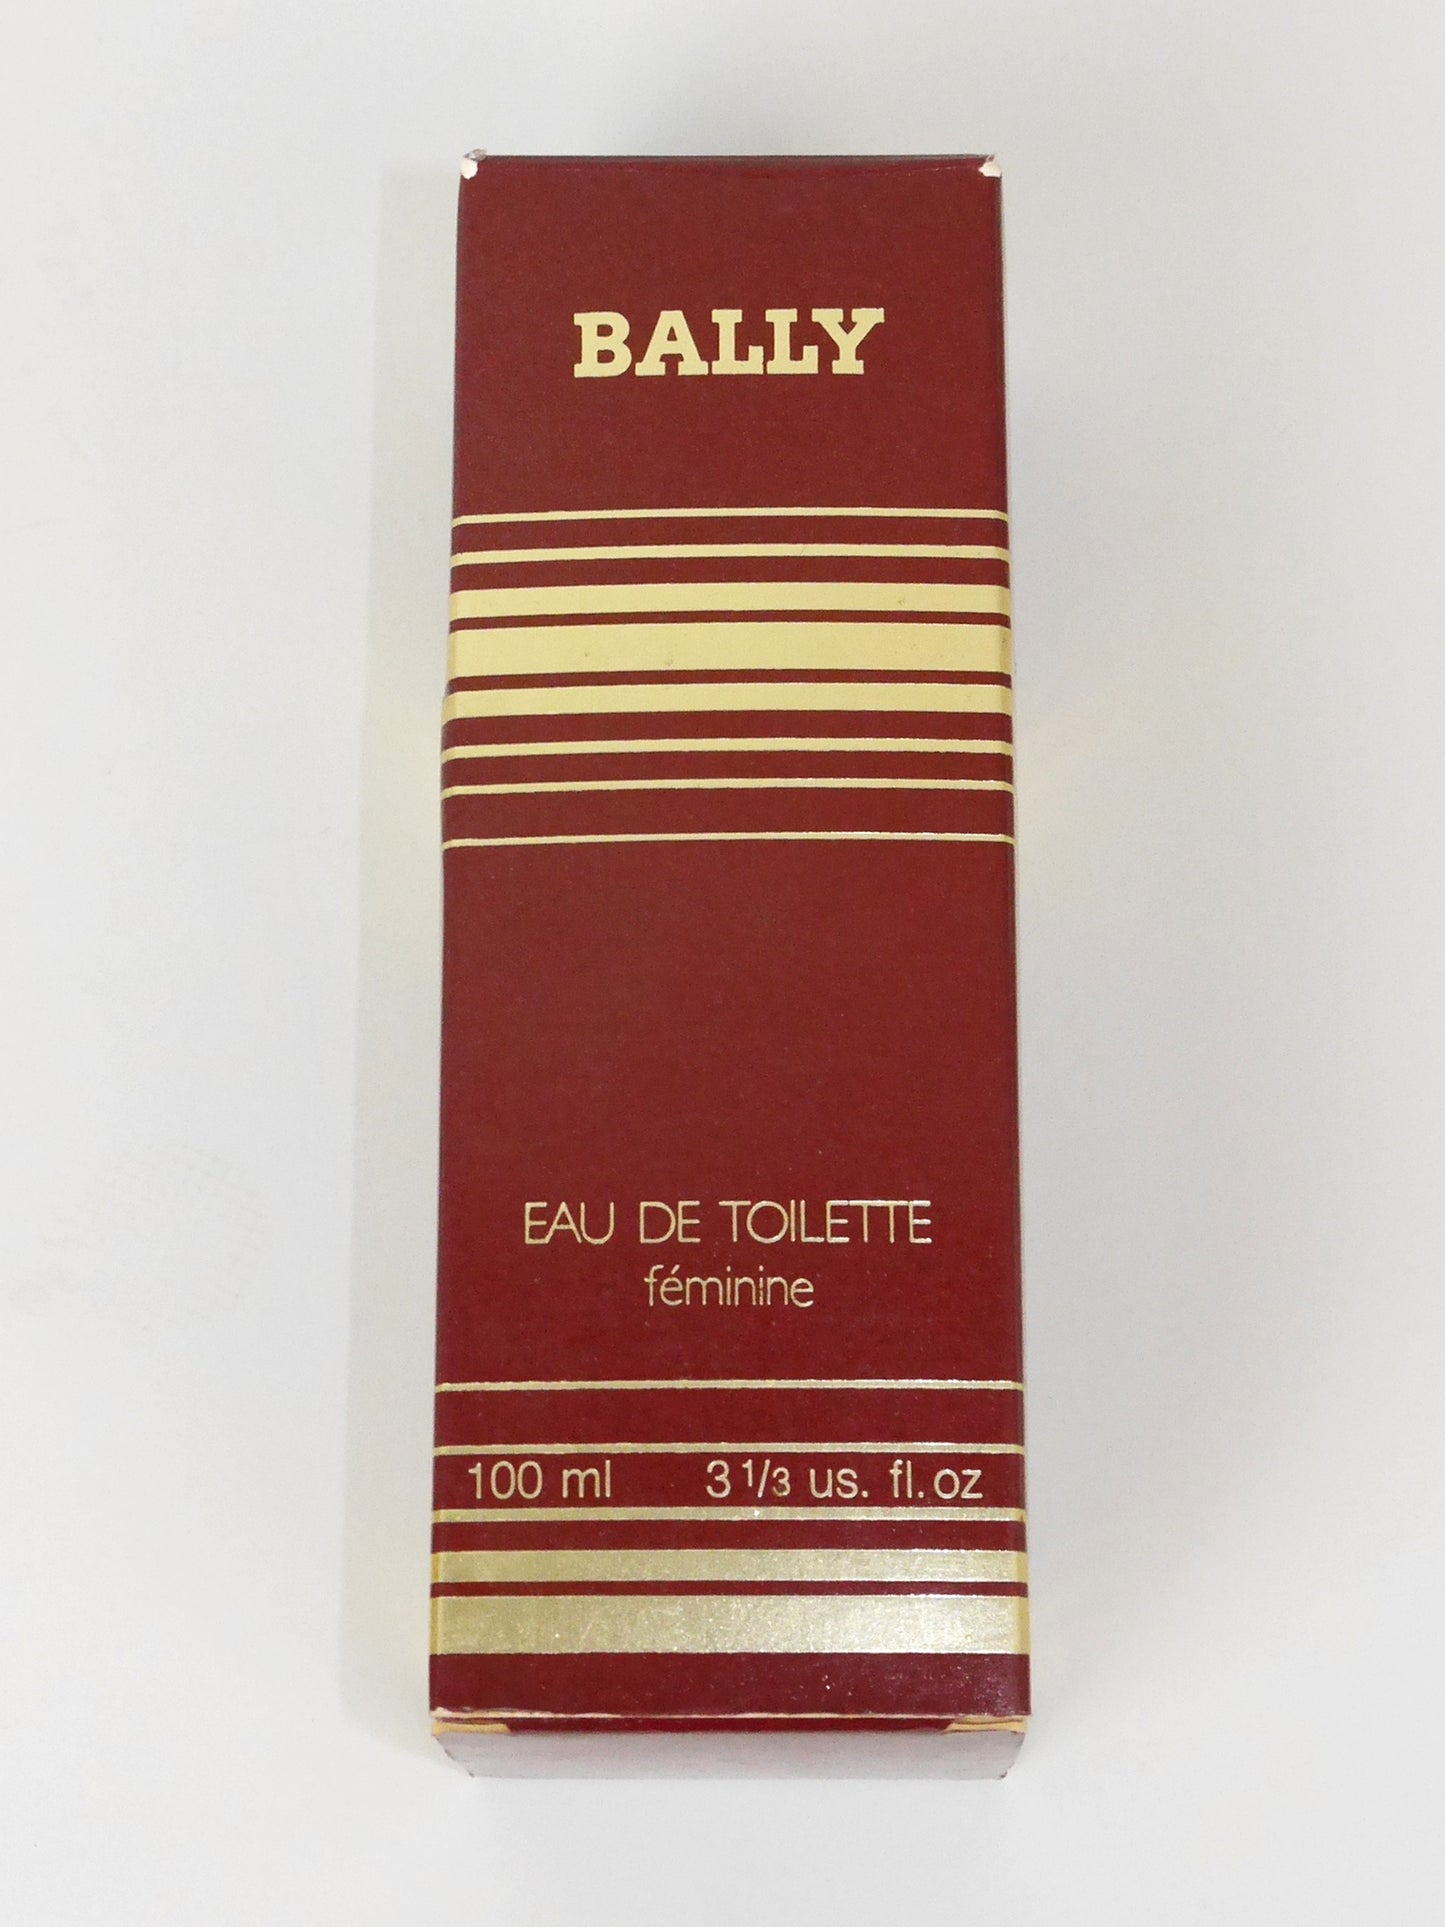 BALLY
EAU DE TOILETTE
féminine
100 ml 3 1/3 us. fl. oz